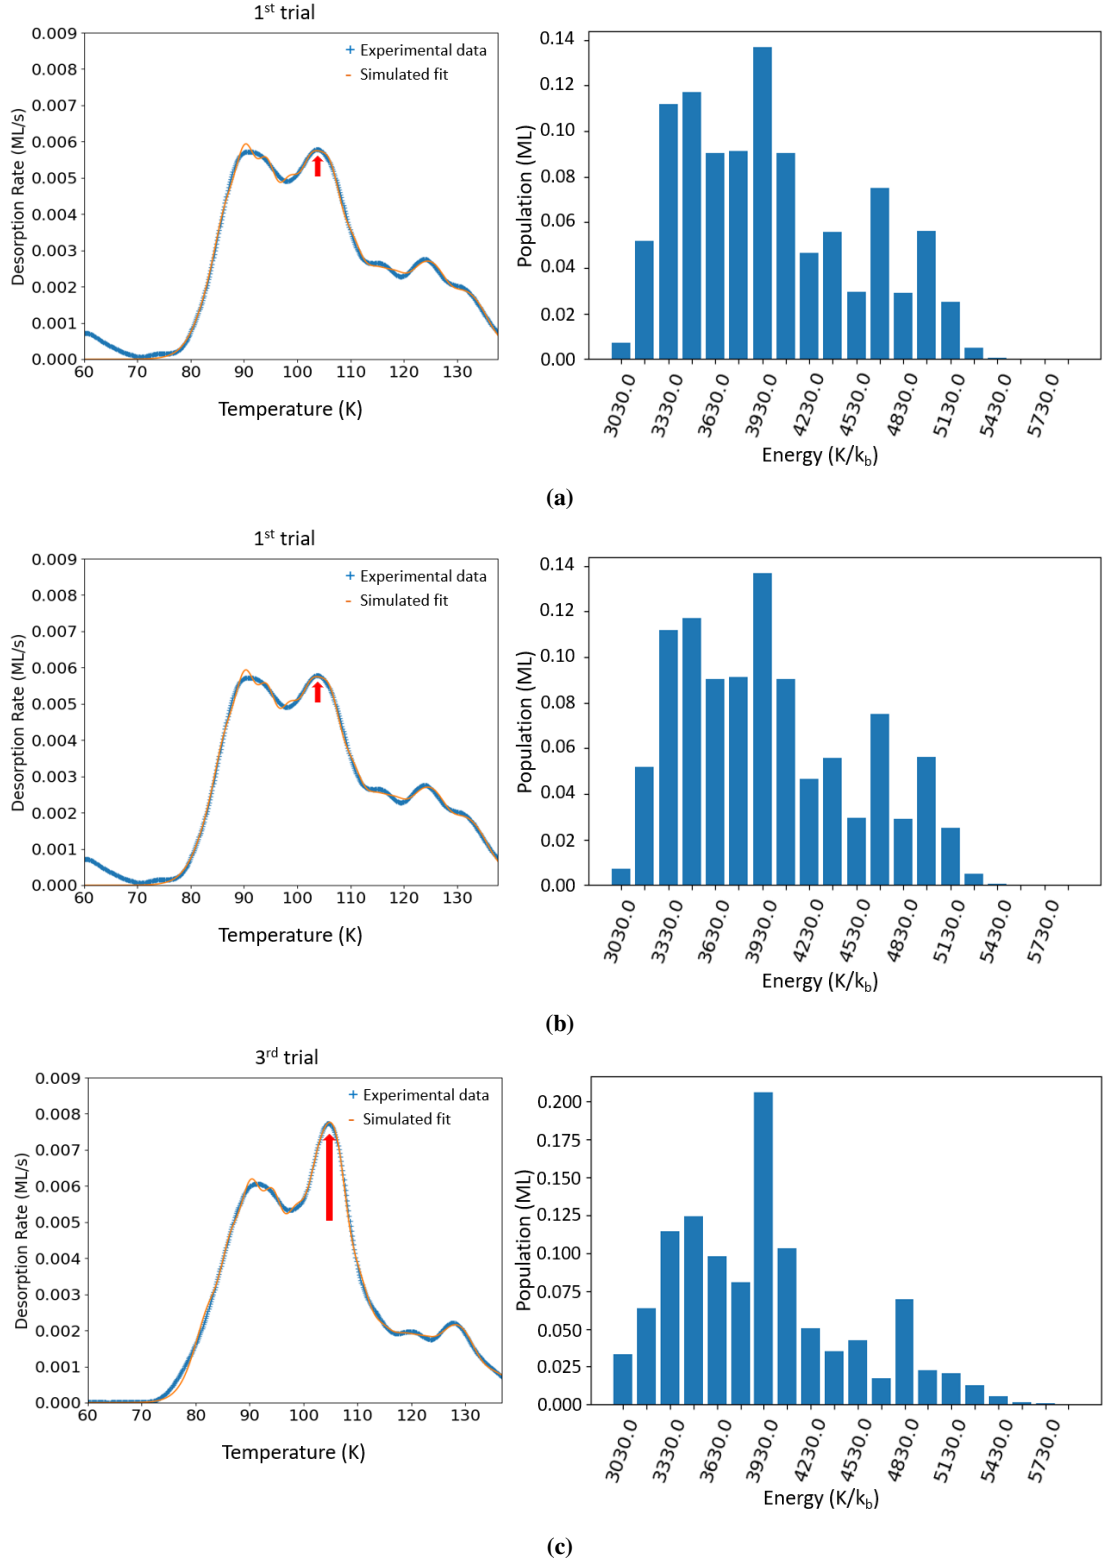 1st trial
Desorption Rate (ML/s)
0.009
0.008
0.007
0.006
0.005
0.004
0.003
0.002
0.001
0.000
+ Experimental data
- Simulated fit
60 70 80 90 100 110 120 130
Temperature (K)
Population (ML)
0.14
0.12
0.10
0.08
0.06
0.04
0.02
0.00
3030.0 3330.0 3630.0 3930.0 4230.0 4530.0 4830.0 5130.0 5430.0 5730.0
Energy (K/kb)
(a)
1st trial
Desorption Rate (ML/s)
0.009
0.008
0.007
0.006
0.005
0.004
0.003
0.002
0.001
0.000
+ Experimental data
- Simulated fit
60 70 80 90 100 110 120 130
Temperature (K)
Population (ML)
0.14
0.12
0.10
0.08
0.06
0.04
0.02
0.00
3030.0 3330.0 3630.0 3930.0 4230.0 4530.0 4830.0 5130.0 5430.0 5730.0
Energy (K/kb)
(b)
3rd trial
Desorption Rate (ML/s)
0.009
0.008
0.007
0.006
0.005
0.004
0.003
0.002
0.001
0.000
+ Experimental data
- Simulated fit
60 70 80 90 100 110 120 130
Temperature (K)
Population (ML)
0.200
0.175
0.150
0.125
0.100
0.075
0.050
0.025
0.000
3030.0 3330.0 3630.0 3930.0 4230.0 4530.0 4830.0 5130.0 5430.0 5730.0
Energy (K/kb)
(c)